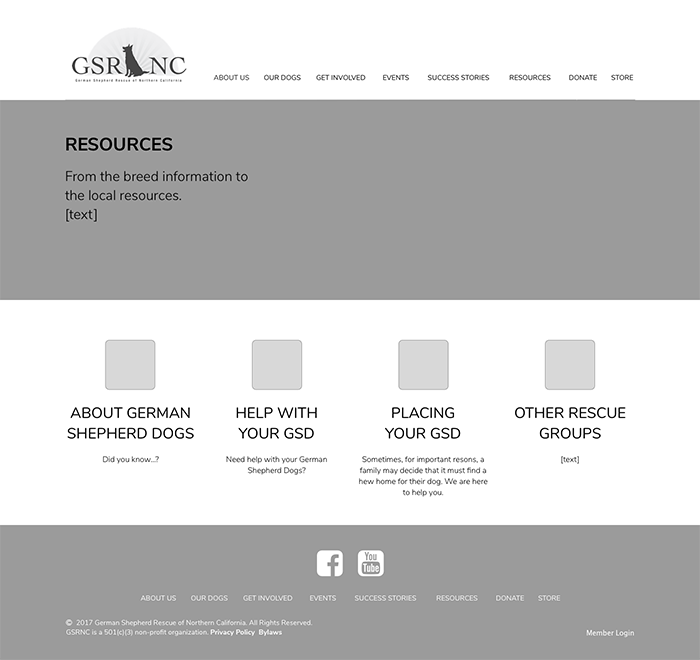 GSRNC
German Shepherd Rescue of Northern California
ABOUT US OUR DOGS GET INVOLVED EVENTS SUCCESS STORIES RESOURCES DONATE STORE
RESOURCES
From the breed information to
the local resources.
[text]
ABOUT GERMAN
SHEPHERD DOGS
Did you know...?
HELP WITH
YOUR GSD
Need help with your German
Shepherd Dogs?
PLACING
YOUR GSD
Sometimes, for important resons, a
family may decide that it must find a
hew home for their dog. We are here
to help you.
OTHER RESCUE
GROUPS
[text]
f
You
Tube
ABOUT US OUR DOGS GET INVOLVED EVENTS SUCCESS STORIES RESOURCES DONATE STORE
© 2017 German Shepherd Rescue of Northern California. All Rights Reserved.
GSRNC is a 501(c)(3) non-profit organization. Privacy Policy Bylaws
Member Login